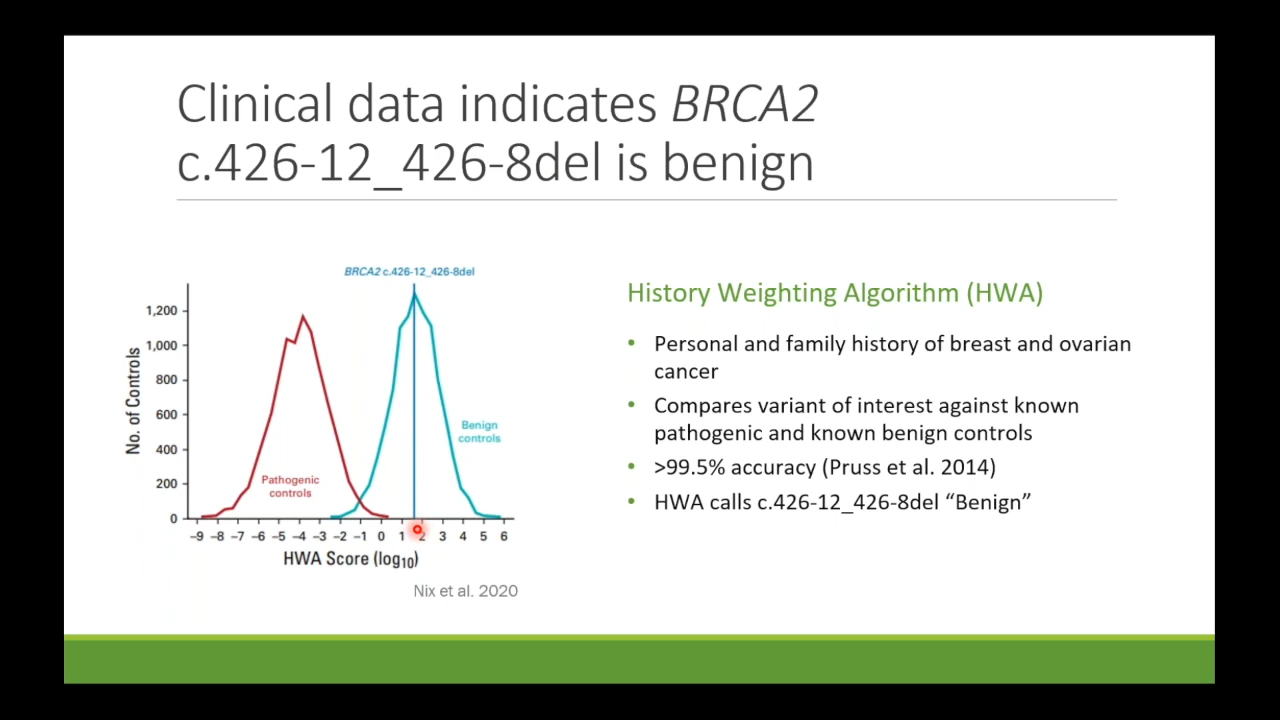 Clinical data indicates BRCA2
c.426-12_426-8del is benign
BRCA2 c.426-12_426-8del
1,200
1,000
800
600
400
200
0
No. of Controls
Pathogenic
controls
Benign
controls
-9 -8 -7 -6 -5 -4 -3 -2 -1 0 1 2 3 4 5 6
HWA Score (log10)
Nix et al. 2020
History Weighting Algorithm (HWA)
• Personal and family history of breast and ovarian
cancer
• Compares variant of interest against known
pathogenic and known benign controls
• >99.5% accuracy (Pruss et al. 2014)
• HWA calls c.426-12_426-8del “Benign”